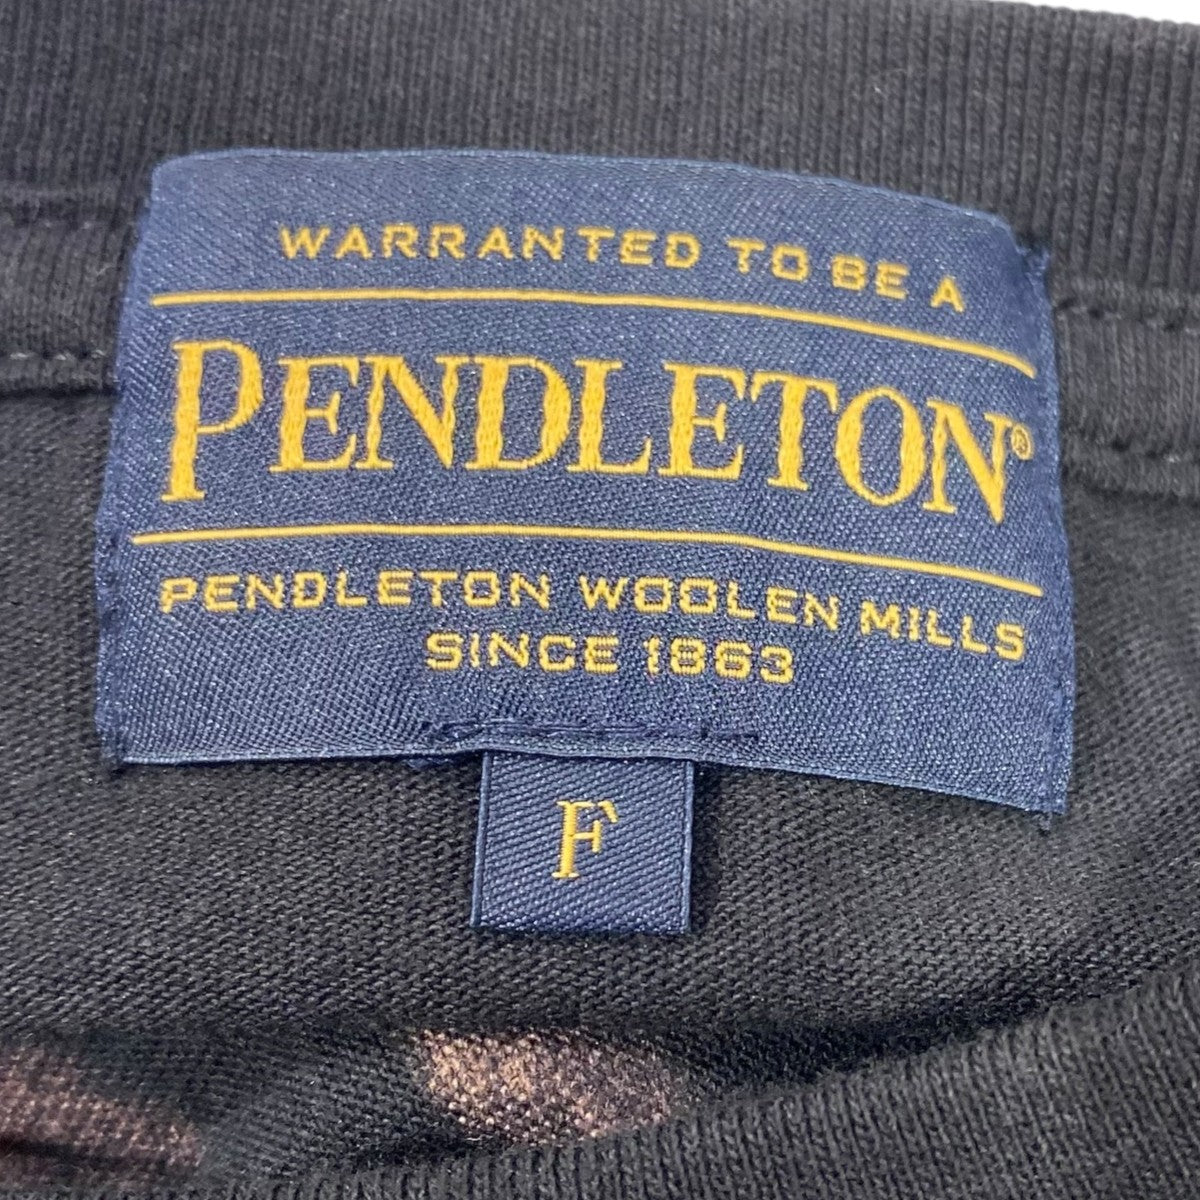 WARRANTED TO BE A
PENDLETON®
PENDLETON WOOLEN MILLS
SINCE 1863
F